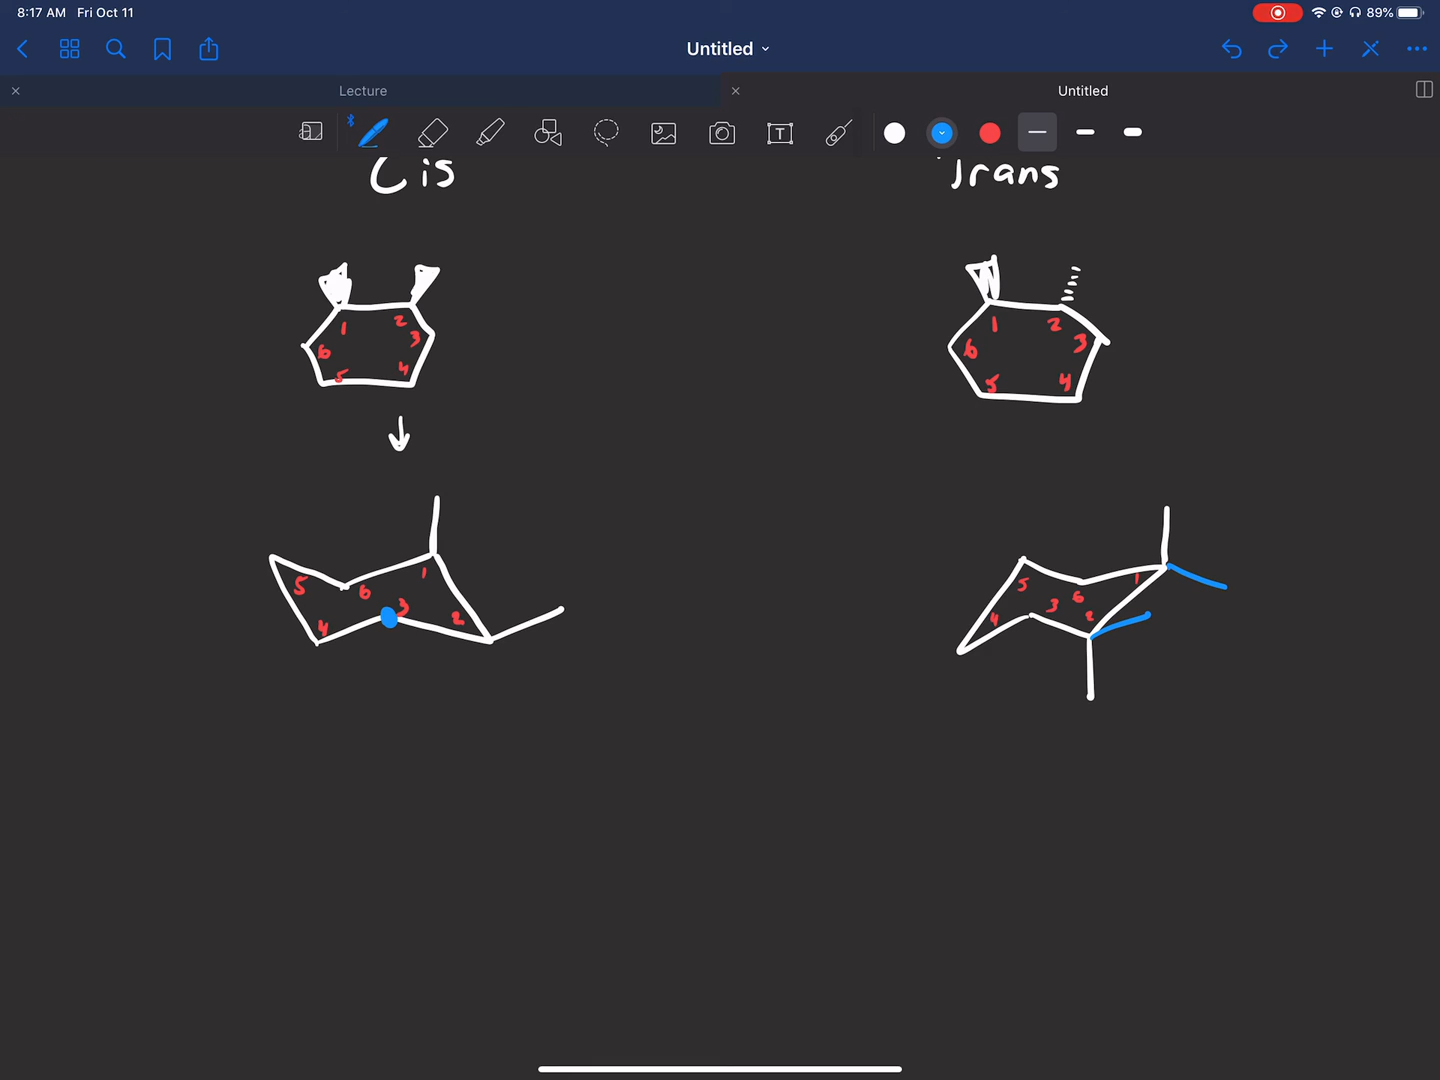 8:17 AM Fri Oct 11
89%
Untitled
Lecture
Untitled
T
Cis
Trans
1 2
6 3
5 4
1 2
6 3
5 4
5 6 1
4 3 2
5 6 1
4 3 2